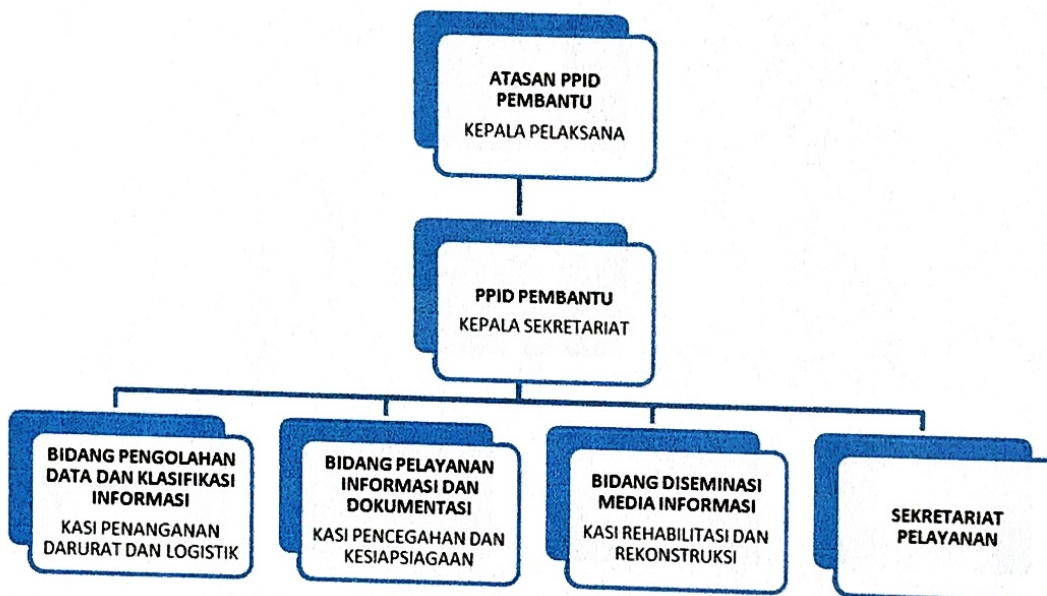 ATASAN PPID
PEMBANTU
KEPALA PELAKSANA
PPID PEMBANTU
KEPALA SEKRETARIAT
BIDANG PENGOLAHAN
DATA DAN KLASIFIKASI
INFORMASI
KASI PENANGANAN
DARURAT DAN LOGISTIK
BIDANG PELAYANAN
INFORMASI DAN
DOKUMENTASI
KASI PENCEGAHAN DAN
KESIAPSIAGAAN
BIDANG DISEMINASI
MEDIA INFORMASI
KASI REHABILITASI DAN
REKONSTRUKSI
SEKRETARIAT
PELAYANAN